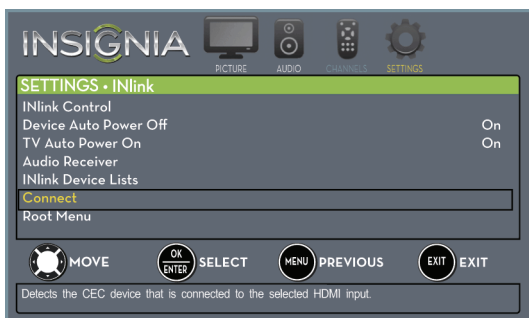 INSIGNIA
PICTURE AUDIO CHANNELS SETTINGS
SETTINGS • INlink
INlink Control
Device Auto Power Off On
TV Auto Power On On
Audio Receiver
INlink Device Lists
Connect
Root Menu
MOVE OK ENTER SELECT MENU PREVIOUS EXIT EXIT
Detects the CEC device that is connected to the selected HDMI input.